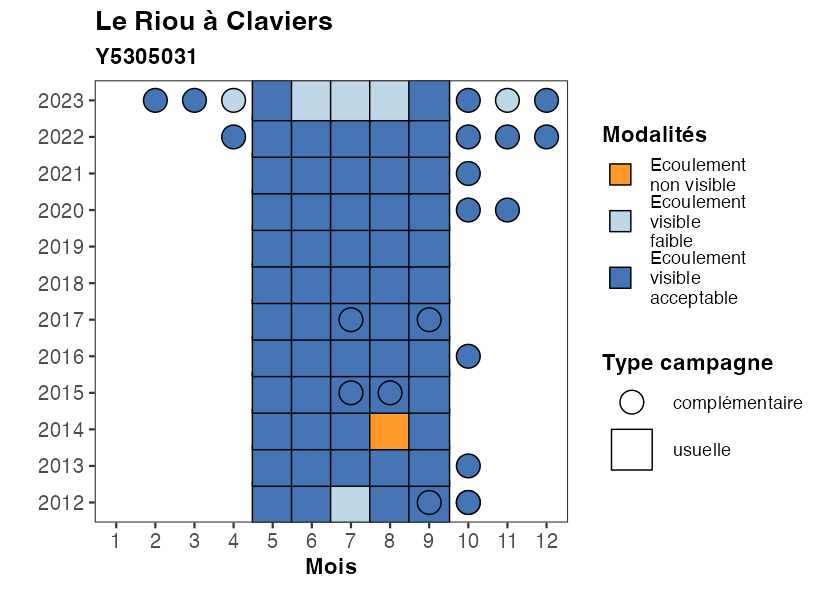 Le Riou à Claviers
Y5305031
2023
2022
2021
2020
2019
2018
2017
2016
2015
2014
2013
2012
1 2 3 4 5 6 7 8 9 10 11 12
Mois
Modalités
Ecoulement
non visible
Ecoulement
visible
faible
Ecoulement
visible
acceptable
Type campagne
complémentaire
usuelle